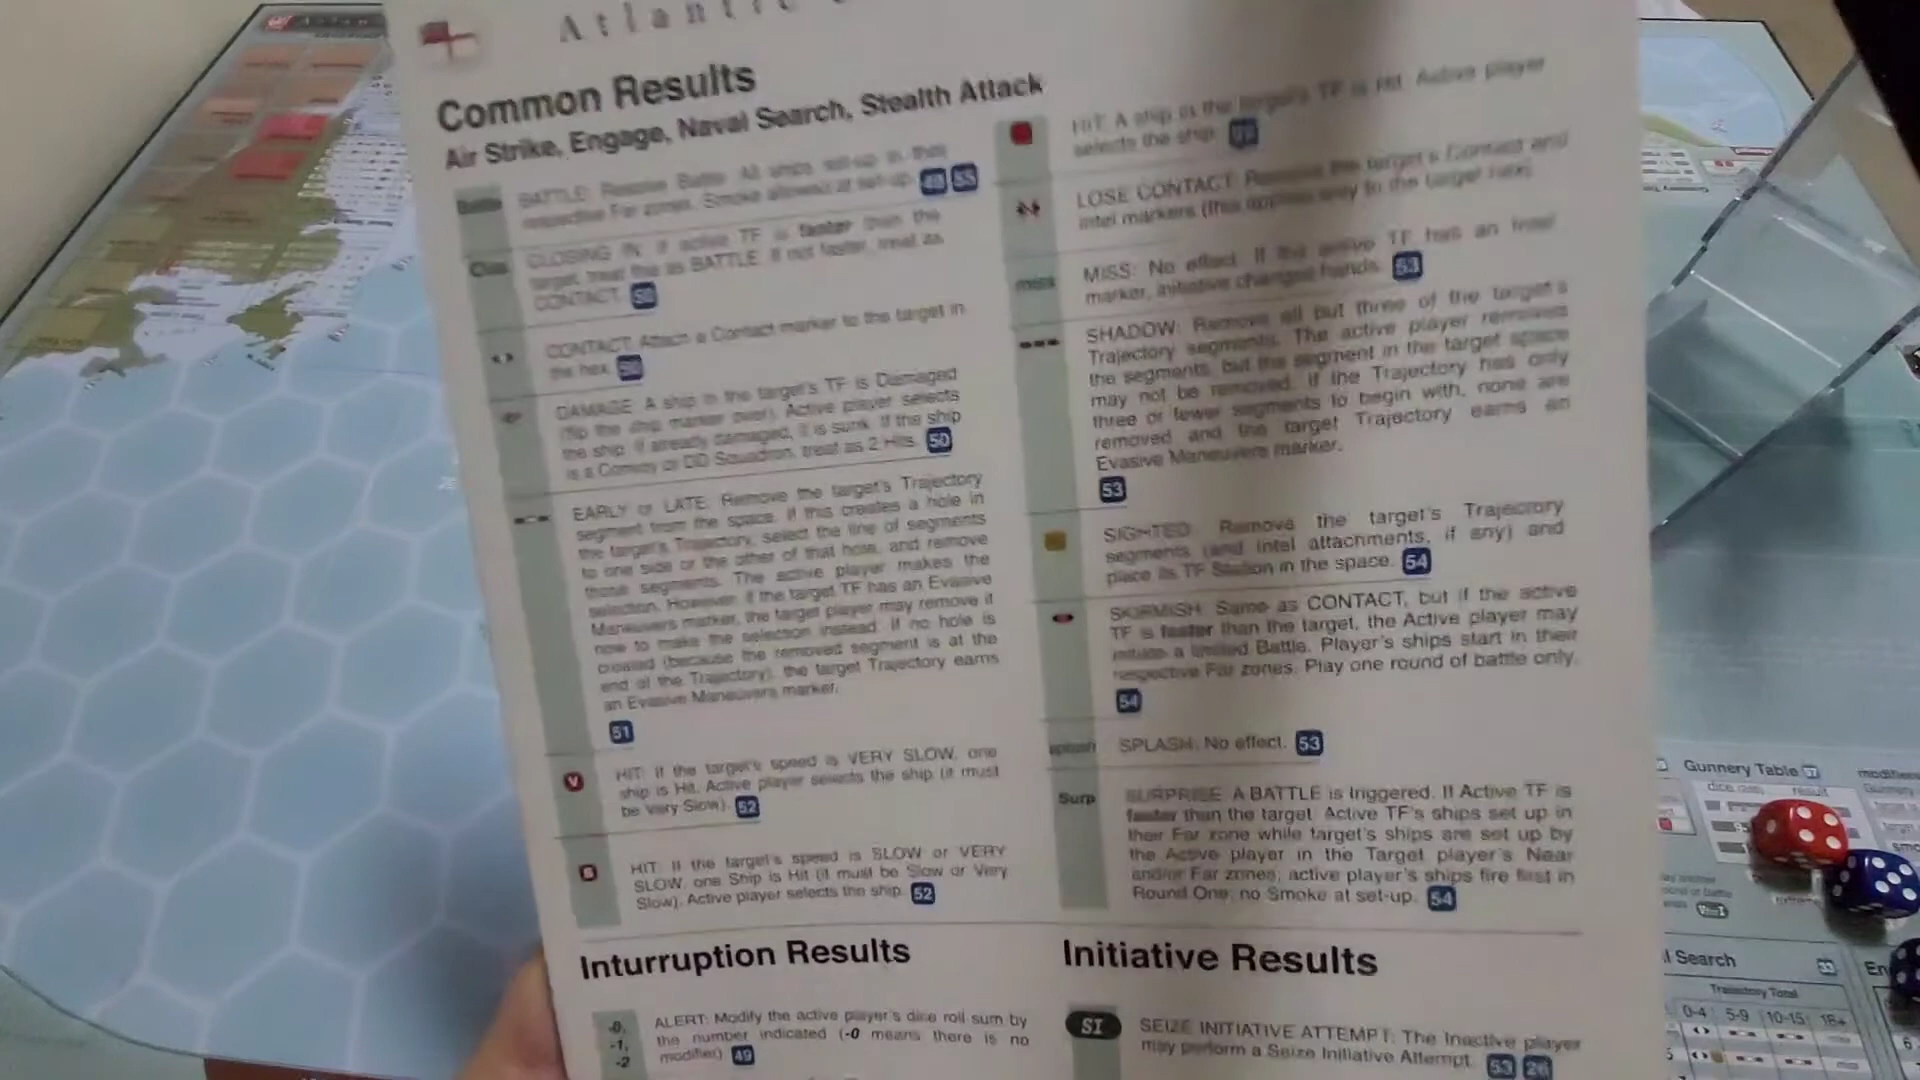 Atlantic
Common Results
Air Strike, Engage, Naval Search, Stealth Attack
Battle
BATTLE: Resolve Battle. All ships set-up in their
respective Far zones. Smoke allowed at set-up. 49 55
Clos
CLOSING IN: If active TF is faster than the
target, treat this as BATTLE. If not faster, treat as
CONTACT. 50
CONTACT: Attach a Contact marker to the target in
the hex. 50
DAMAGE: A ship in the target's TF is Damaged
(flip the ship marker over). Active player selects
the ship. If already damaged, it is sunk. If the ship
is a Convoy or DD Squadron, treat as 2 Hits. 50
EARLY or LATE: Remove the target's Trajectory
segment from the space. If this creates a hole in
the target's Trajectory, select the line of segments
to one side or the other of that hole, and remove
those segments. The active player makes the
selection. However, if the target TF has an Evasive
Maneuvers marker, the target player may remove it
now to make the selection instead. If no hole is
created (because the removed segment is at the
end of the Trajectory), the target Trajectory earns
an Evasive Maneuvers marker.
51
V
HIT: If the target's speed is VERY SLOW, one
ship is Hit. Active player selects the ship (it must
be Very Slow). 52
S
HIT: If the target's speed is SLOW or VERY
SLOW, one Ship is Hit (it must be Slow or Very
Slow). Active player selects the ship. 52
HIT: A ship in the target's TF is Hit. Active player
selects the ship.
LOSE CONTACT: Remove the target's Contact and
Intel markers (this applies only to the target hex).
miss
MISS: No effect. If the active TF has an Intel
marker, initiative changes hands. 53
SHADOW: Remove all but three of the target's
Trajectory segments. The active player removes
the segments, but the segment in the target space
may not be removed. If the Trajectory has only
three or fewer segments to begin with, none are
removed and the target Trajectory earns an
Evasive Maneuvers marker.
53
SIGHTED: Remove the target's Trajectory
segments (and Intel attachments, if any) and
place its TF Station in the space. 54
SKIRMISH: Same as CONTACT, but if the active
TF is faster than the target, the Active player may
initiate a limited Battle. Player's ships start in their
respective Far zones. Play one round of battle only.
54
splash
SPLASH: No effect. 53
Surp
SURPRISE: A BATTLE is triggered. If Active TF is
faster than the target, Active TF's ships set up in
their Far zone while target's ships are set up by
the Active player in the Target player's Near
and/or Far zones; active player's ships fire first in
Round One; no Smoke at set-up. 54
Inturruption Results
-0,
-1,
-2
ALERT: Modify the active player's dice roll sum by
the number indicated (-0 means there is no
modifier) 49
Initiative Results
SI
SEIZE INITIATIVE ATTEMPT: The Inactive player
may perform a Seize Initiative Attempt. 53 26
Gunnery Table
result
Search
Trajectory Total
0-4 5-9 10-15 16+